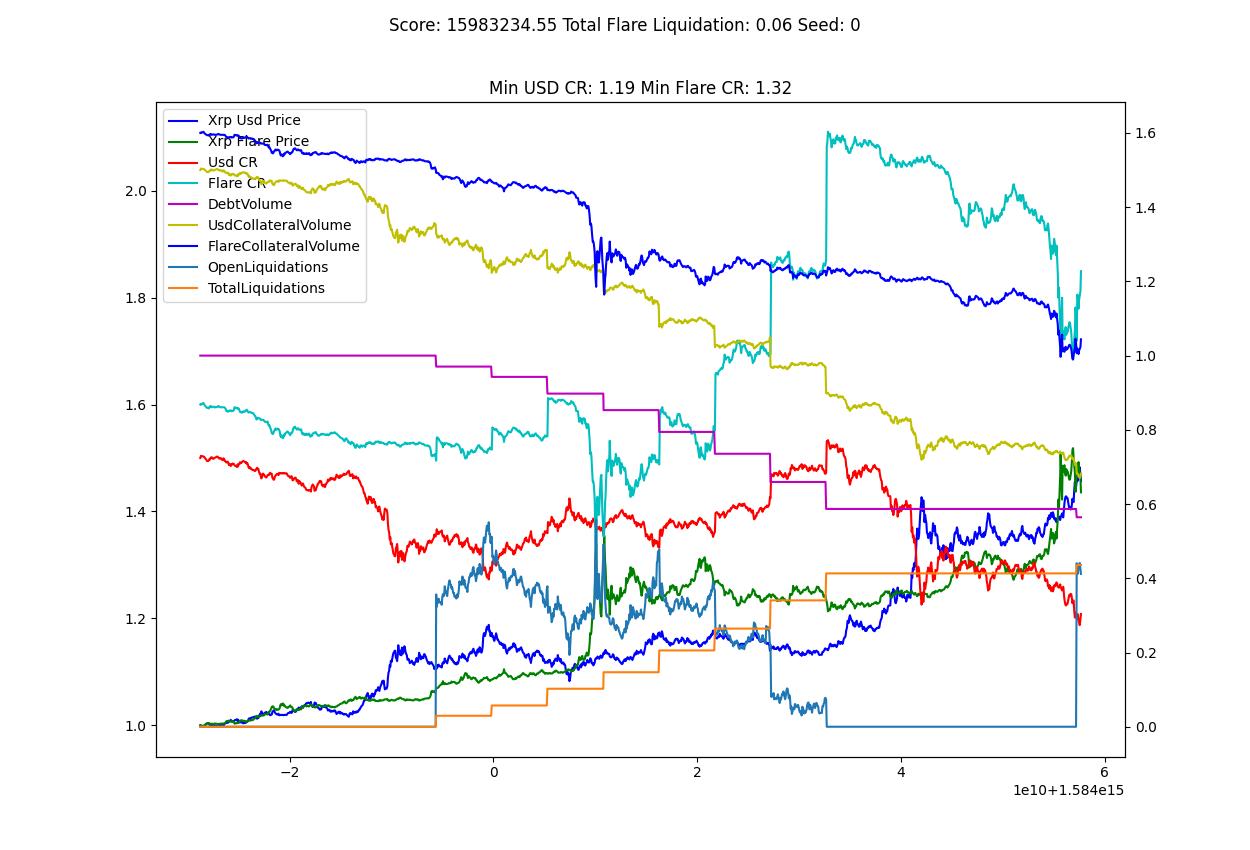 Score: 15983234.55 Total Flare Liquidation: 0.06 Seed: 0
Min USD CR: 1.19 Min Flare CR: 1.32
Xrp Usd Price
Xrp Flare Price
Usd CR
Flare CR
DebtVolume
UsdCollateralVolume
FlareCollateralVolume
OpenLiquidations
TotalLiquidations
2.0
1.8
1.6
1.4
1.2
1.0
1.6
1.4
1.2
1.0
0.8
0.6
0.4
0.2
0.0
−2 0 2 4 6
1e10+1.584e15